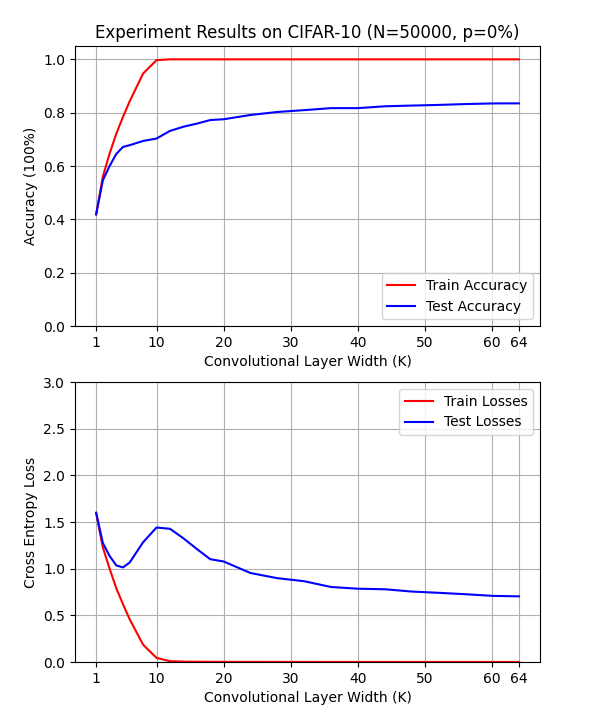 Experiment Results on CIFAR-10 (N=50000, p=0%)
Accuracy (100%)
1.0
0.8
0.6
0.4
0.2
0.0
Train Accuracy
Test Accuracy
1 10 20 30 40 50 60 64
Convolutional Layer Width (K)
Cross Entropy Loss
3.0
2.5
2.0
1.5
1.0
0.5
0.0
Train Losses
Test Losses
1 10 20 30 40 50 60 64
Convolutional Layer Width (K)